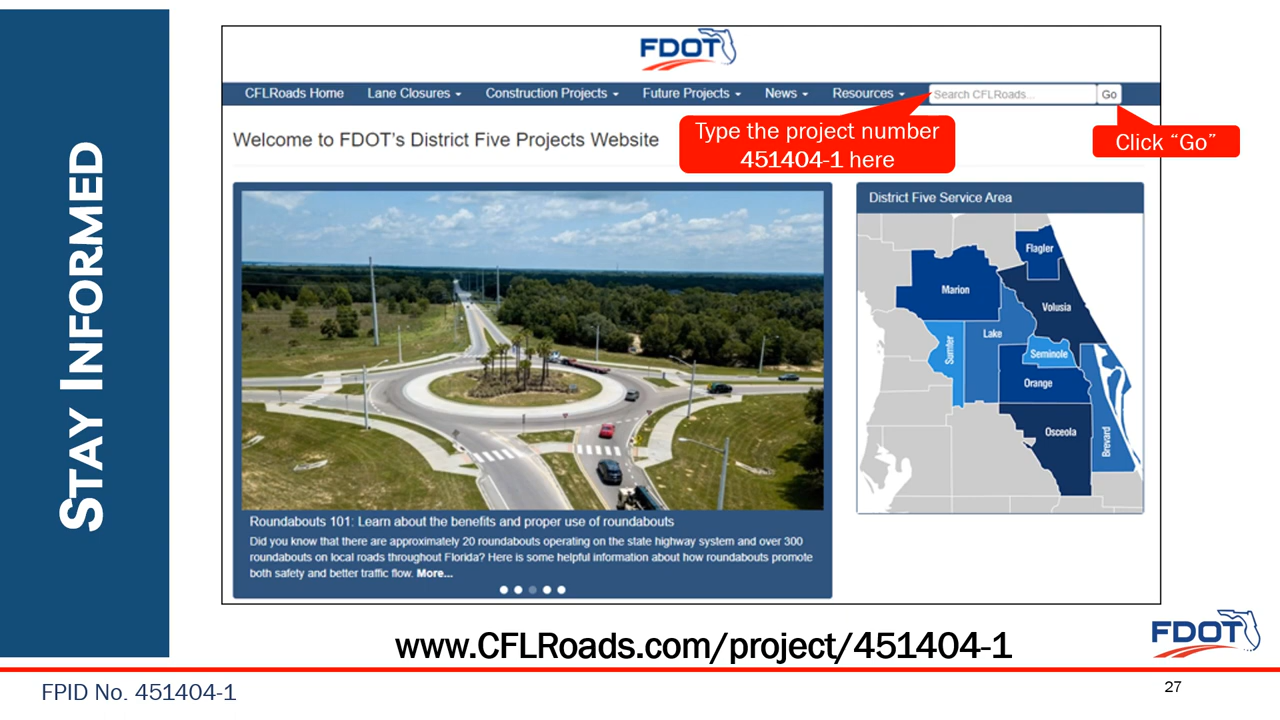 STAY INFORMED
FDOT
CFLRoads Home Lane Closures Construction Projects Future Projects News Resources Search CFLRoads... Go
Type the project number
451404-1 here
Click “Go”
Welcome to FDOT's District Five Projects Website
District Five Service Area
Flagler
Marion
Volusia
Lake
Sumter
Seminole
Orange
Osceola
Brevard
Roundabouts 101: Learn about the benefits and proper use of roundabouts
Did you know that there are approximately 20 roundabouts operating on the state highway system and over 300
roundabouts on local roads throughout Florida? Here is some helpful information about how roundabouts promote
both safety and better traffic flow. More...
www.CFLRoads.com/project/451404-1
FDOT
FPID No. 451404-1
27